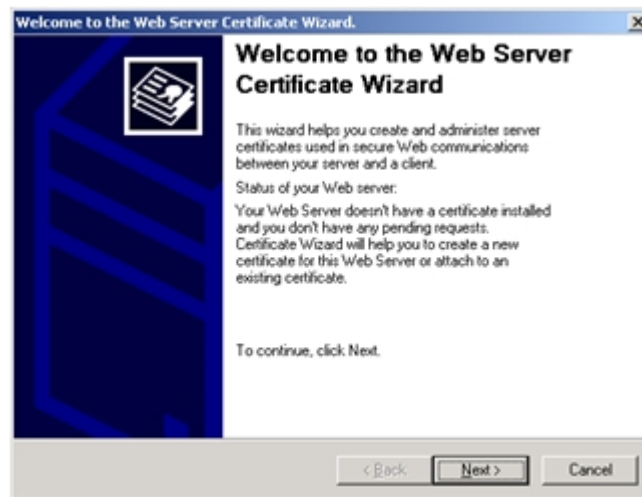 Welcome to the Web Server Certificate Wizard.
Welcome to the Web Server
Certificate Wizard
This wizard helps you create and administer server
certificates used in secure Web communications
between your server and a client.
Status of your Web server:
Your Web Server doesn't have a certificate installed
and you don't have any pending requests.
Certificate Wizard will help you to create a new
certificate for this Web Server or attach to an
existing certificate.
To continue, click Next.
< Back
Next >
Cancel